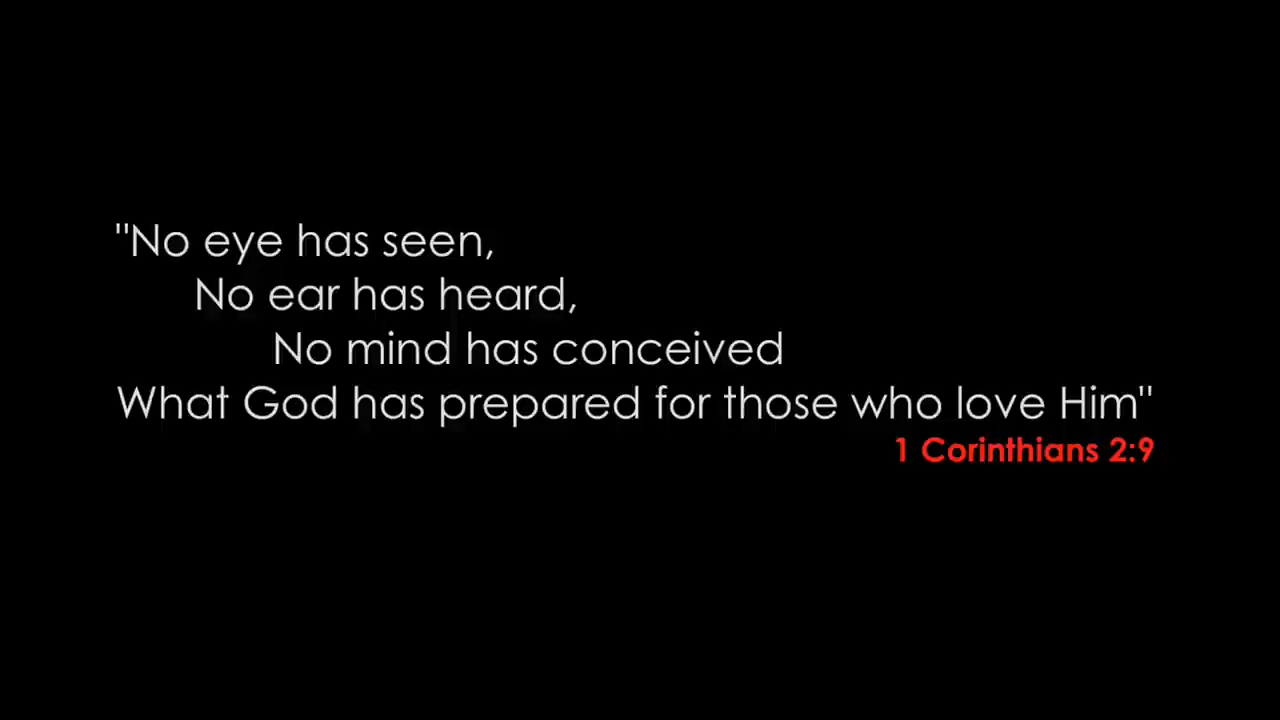 "No eye has seen,
No ear has heard,
No mind has conceived
What God has prepared for those who love Him"
1 Corinthians 2:9